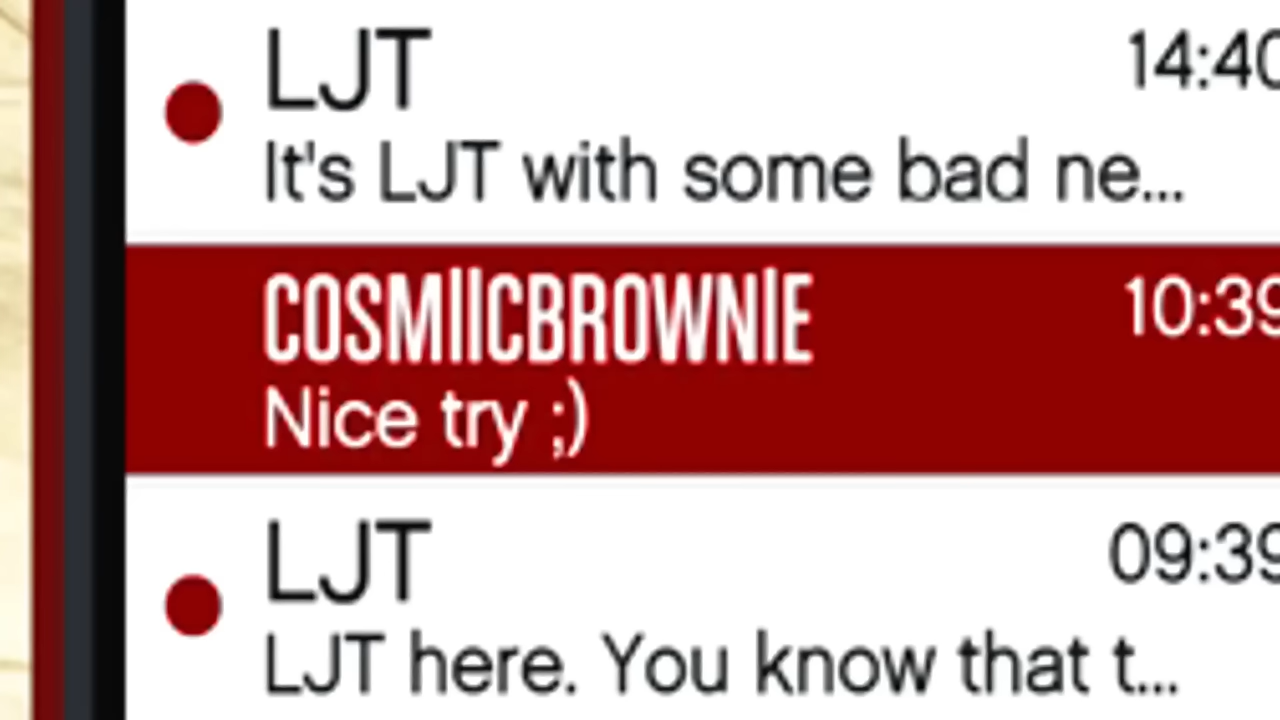 LJT 14:40
It's LJT with some bad ne...
COSMIICBROWNIE 10:39
Nice try ;)
LJT 09:39
LJT here. You know that t...